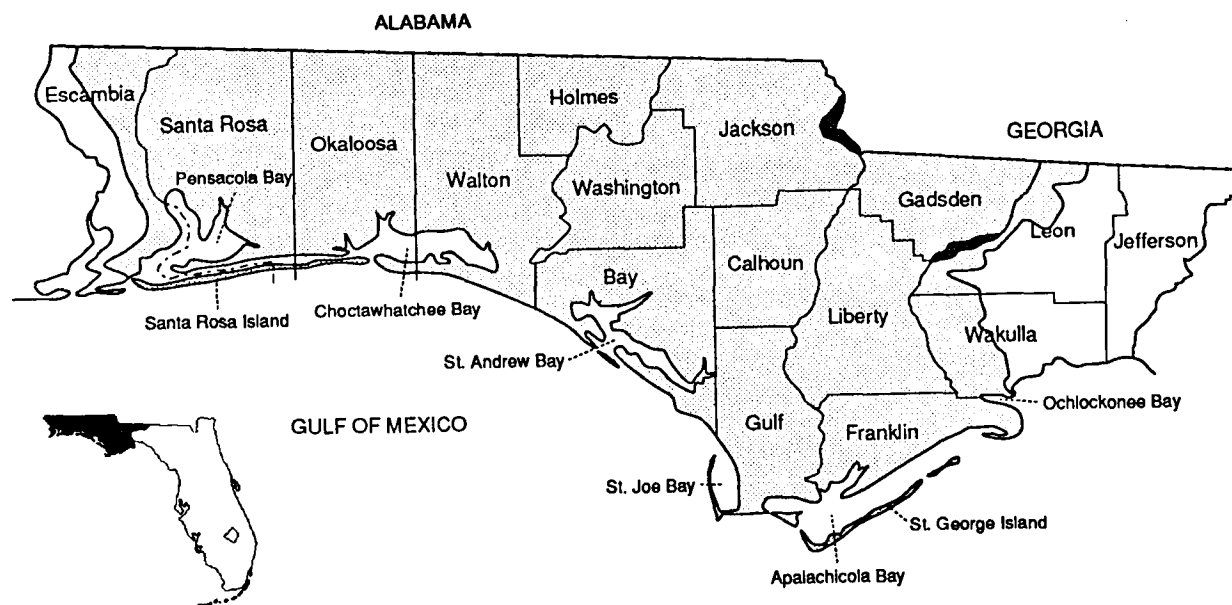 ALABAMA
Escambia
Santa Rosa
Okaloosa
Walton
Holmes
Jackson
GEORGIA
Washington
Pensacola Bay
Gadsden
Leon
Jefferson
Bay
Calhoun
Liberty
Wakulla
Santa Rosa Island
Choctawhatchee Bay
St. Andrew Bay
Ochlockonee Bay
GULF OF MEXICO
Gulf
Franklin
St. Joe Bay
St. George Island
Apalachicola Bay